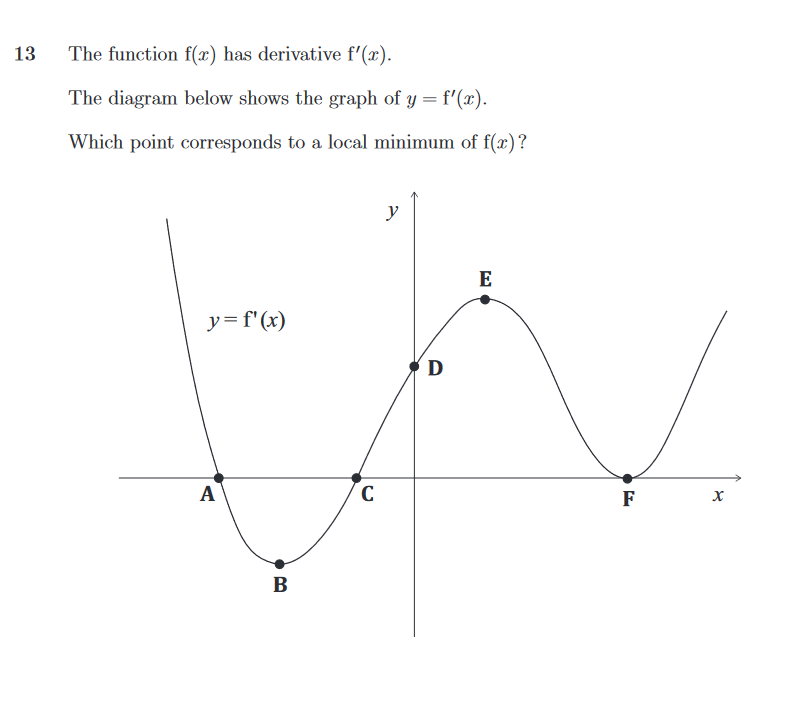 13 The function f(x) has derivative f′(x).
The diagram below shows the graph of y = f′(x).
Which point corresponds to a local minimum of f(x)?
y
E
y = f'(x)
D
A
C
F
x
B